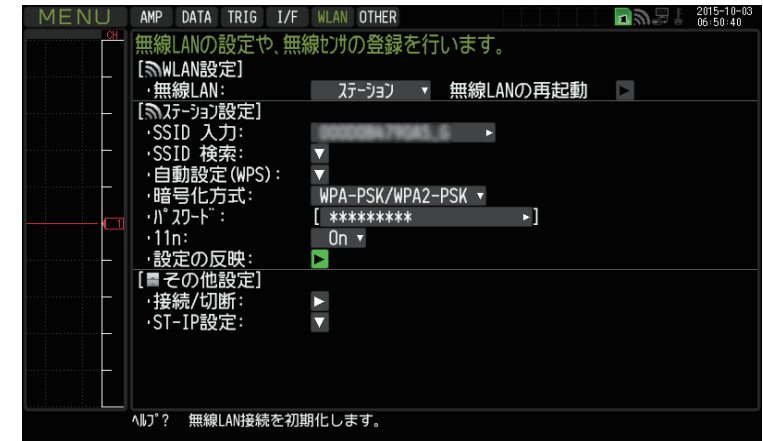 MENU AMP DATA TRIG I/F WLAN OTHER 2015-10-03
06:50:40
CH
無線LANの設定や、無線ｾﾝｻの登録を行います。
[WLAN設定]
・無線LAN: ｽﾃｰｼｮﾝ ▼ 無線LANの再起動 ▶
[ｽﾃｰｼｮﾝ設定]
・SSID 入力: ▸
・SSID 検索: ▼
・自動設定(WPS): ▼
・暗号化方式: WPA-PSK/WPA2-PSK ▼
・ﾊﾟｽﾜｰﾄﾞ: [ ********* ▸]
1
・11n: On ▼
・設定の反映: ▶
[その他設定]
・接続/切断: ▶
・ST-IP設定: ▼
ﾍﾙﾌﾟ? 無線LAN接続を初期化します。